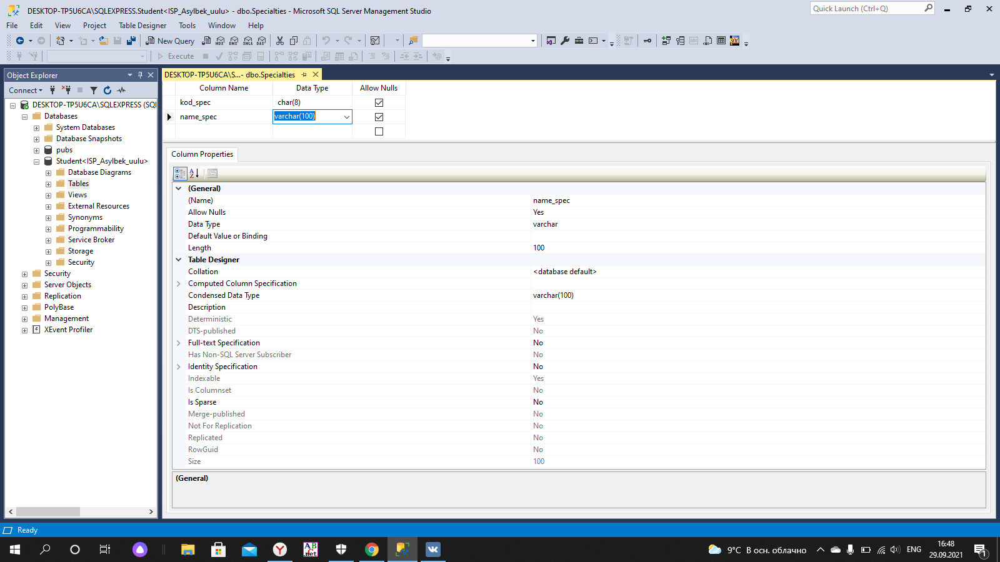 DESKTOP-TP5U6CA\SQLEXPRESS.Student<ISP_Asylbek_uulu> - dbo.Specialties - Microsoft SQL Server Management Studio
Quick Launch (Ctrl+Q)
File Edit View Project Table Designer Tools Window Help
New Query MDX DMX XMLA DAX
Execute
Object Explorer
DESKTOP-TP5U6CA\S...- dbo.Specialties
Connect
Column Name Data Type Allow Nulls
kod_spec char(8)
name_spec varchar(100)
DESKTOP-TP5U6CA\SQLEXPRESS (SQL
Databases
System Databases
Database Snapshots
pubs
Student<ISP_Asylbek_uulu>
Database Diagrams
Tables
Views
External Resources
Synonyms
Programmability
Service Broker
Storage
Security
Security
Server Objects
Replication
PolyBase
Management
XEvent Profiler
Column Properties
(General)
(Name) name_spec
Allow Nulls Yes
Data Type varchar
Default Value or Binding
Length 100
Table Designer
Collation <database default>
Computed Column Specification
Condensed Data Type varchar(100)
Description
Deterministic Yes
DTS-published No
Full-text Specification No
Has Non-SQL Server Subscriber No
Identity Specification No
Indexable Yes
Is Columnset No
Is Sparse No
Merge-published No
Not For Replication No
Replicated No
RowGuid No
Size 100
(General)
Ready
ABC.net
9°C В осн. облачно
ENG
16:48
29.09.2021
1